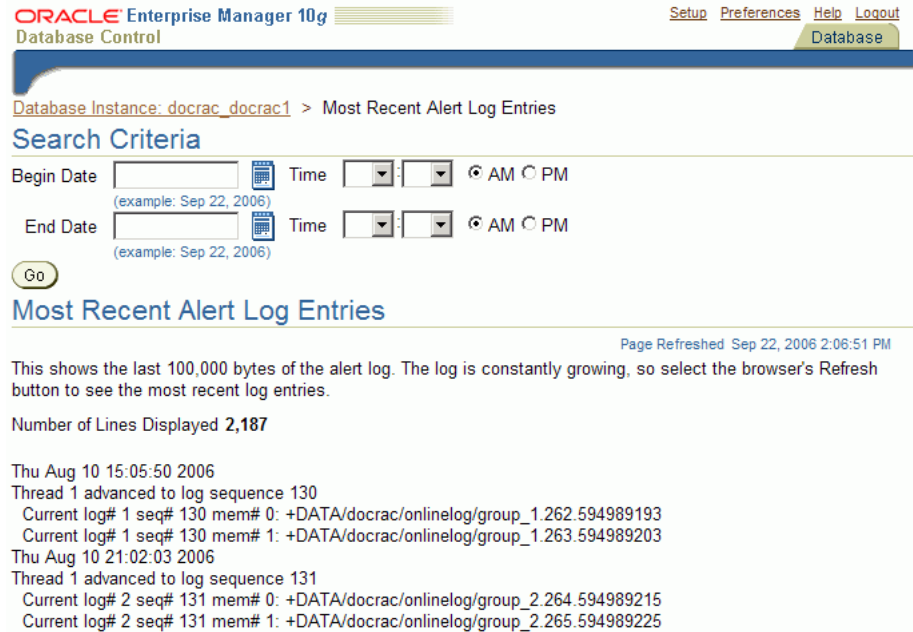 ORACLE Enterprise Manager 10g
Database Control
Setup Preferences Help Logout
Database
Database Instance: docrac_docrac1 > Most Recent Alert Log Entries
Search Criteria
Begin Date Time : AM PM
(example: Sep 22, 2006)
End Date Time : AM PM
(example: Sep 22, 2006)
Go
Most Recent Alert Log Entries
Page Refreshed Sep 22, 2006 2:06:51 PM
This shows the last 100,000 bytes of the alert log. The log is constantly growing, so select the browser's Refresh
button to see the most recent log entries.
Number of Lines Displayed 2,187
Thu Aug 10 15:05:50 2006
Thread 1 advanced to log sequence 130
Current log# 1 seq# 130 mem# 0: +DATA/docrac/onlinelog/group_1.262.594989193
Current log# 1 seq# 130 mem# 1: +DATA/docrac/onlinelog/group_1.263.594989203
Thu Aug 10 21:02:03 2006
Thread 1 advanced to log sequence 131
Current log# 2 seq# 131 mem# 0: +DATA/docrac/onlinelog/group_2.264.594989215
Current log# 2 seq# 131 mem# 1: +DATA/docrac/onlinelog/group_2.265.594989225